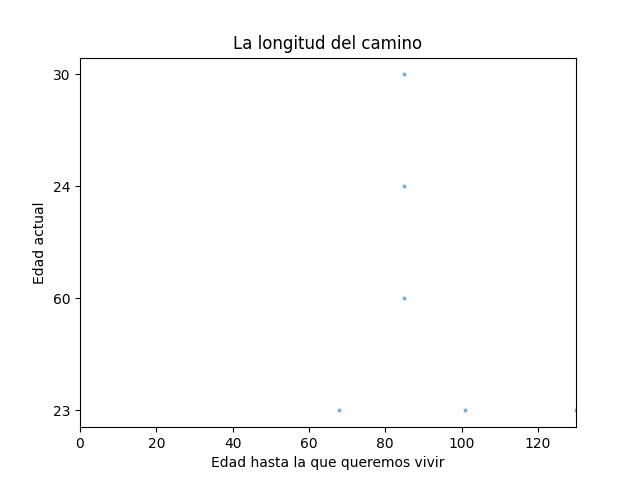 La longitud del camino
30
24
60
23
Edad actual
0 20 40 60 80 100 120
Edad hasta la que queremos vivir